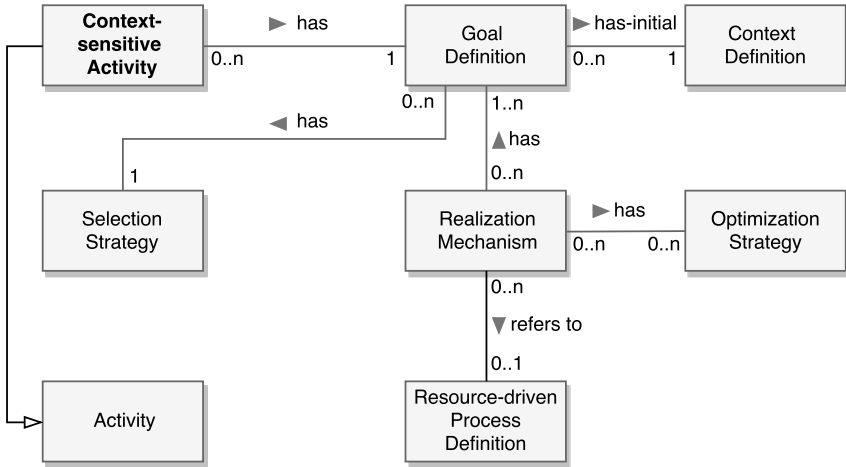 Context-
sensitive
Activity
has
0..n
1
Goal
Definition
has-initial
0..n
1
Context
Definition
0..n
has
1
1..n
has
0..n
Selection
Strategy
Realization
Mechanism
has
0..n
0..n
Optimization
Strategy
0..n
refers to
0..1
Activity
Resource-driven
Process
Definition